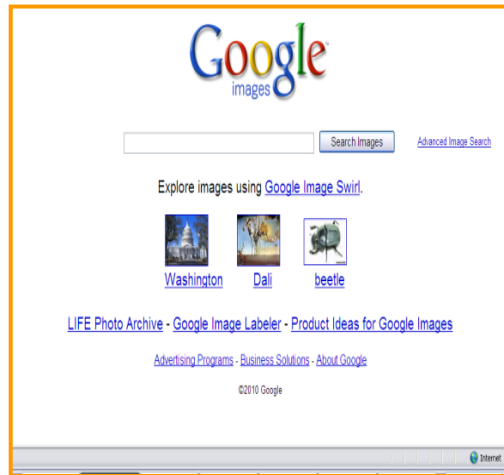 Google
images
Search Images Advanced Image Search
Explore images using Google Image Swirl.
Washington Dali beetle
LIFE Photo Archive - Google Image Labeler - Product Ideas for Google Images
Advertising Programs - Business Solutions - About Google
©2010 Google
Internet